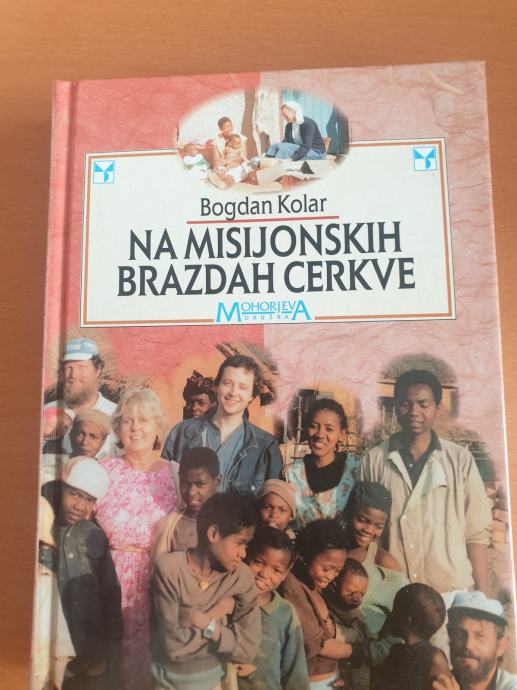 Bogdan Kolar
NA MISIJONSKIH
BRAZDAH CERKVE
MOHORJEVA
DRUŽBA